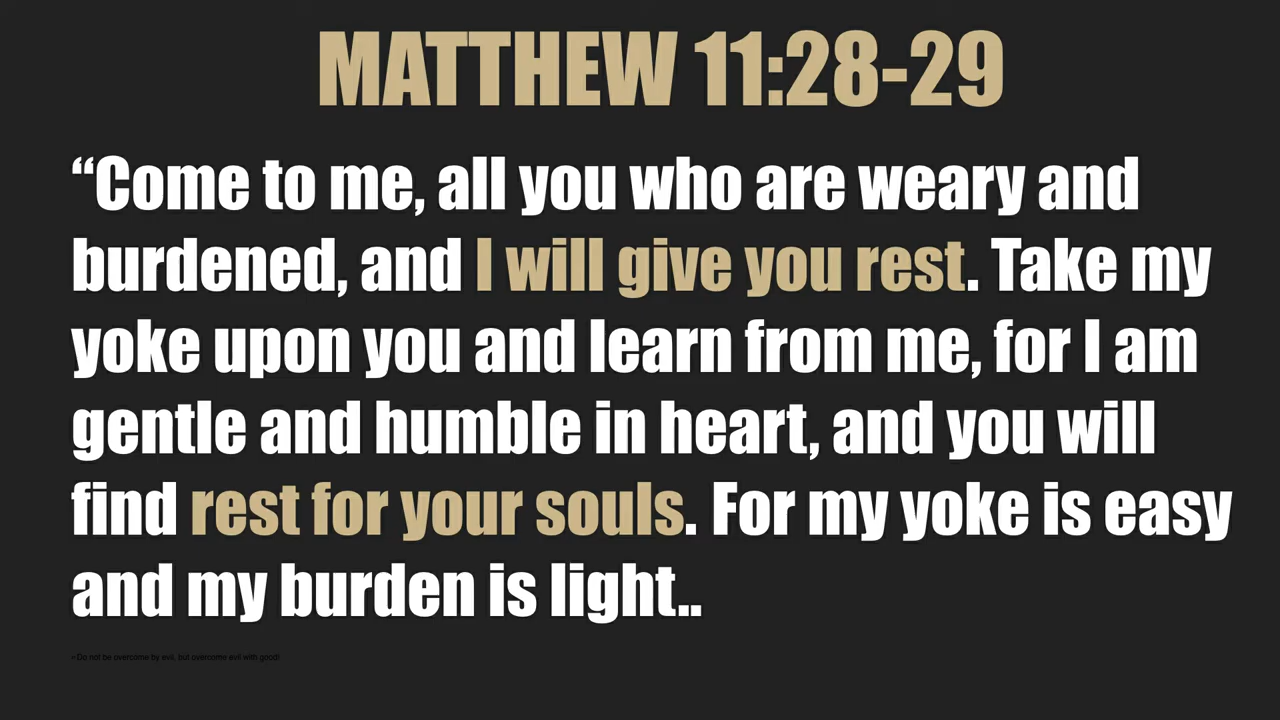 MATTHEW 11:28-29
“Come to me, all you who are weary and
burdened, and I will give you rest. Take my
yoke upon you and learn from me, for I am
gentle and humble in heart, and you will
find rest for your souls. For my yoke is easy
and my burden is light..
Do not be overcome by evil, but overcome evil with good!